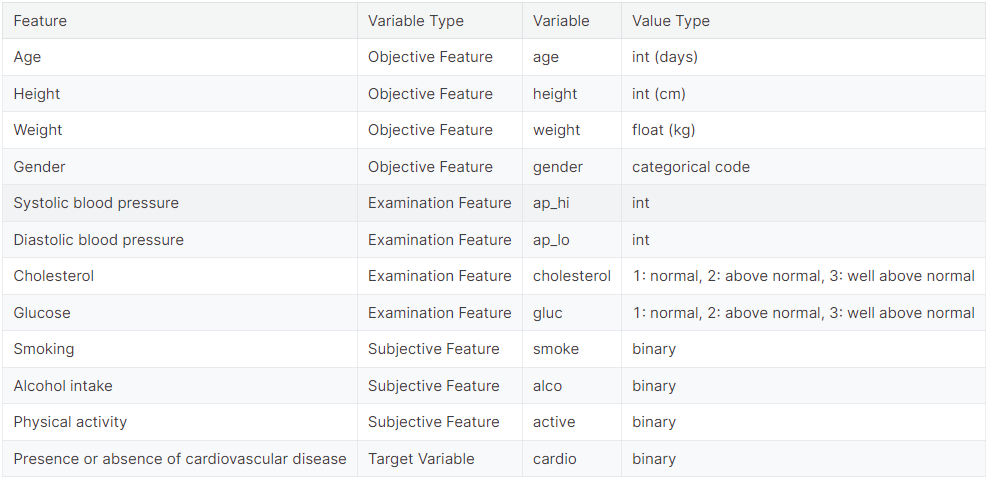 Feature Variable Type Variable Value Type
Age Objective Feature age int (days)
Height Objective Feature height int (cm)
Weight Objective Feature weight float (kg)
Gender Objective Feature gender categorical code
Systolic blood pressure Examination Feature ap_hi int
Diastolic blood pressure Examination Feature ap_lo int
Cholesterol Examination Feature cholesterol 1: normal, 2: above normal, 3: well above normal
Glucose Examination Feature gluc 1: normal, 2: above normal, 3: well above normal
Smoking Subjective Feature smoke binary
Alcohol intake Subjective Feature alco binary
Physical activity Subjective Feature active binary
Presence or absence of cardiovascular disease Target Variable cardio binary